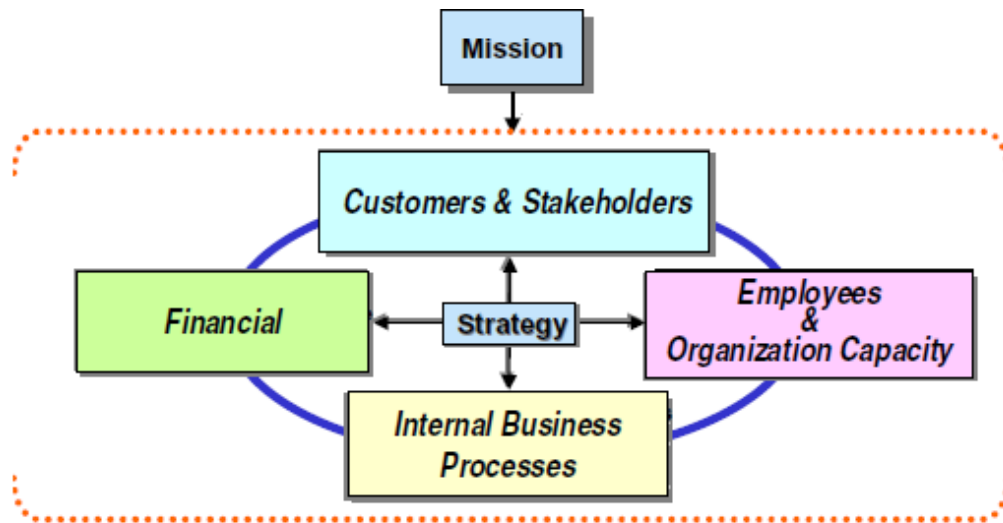 Mission
Customers & Stakeholders
Financial
Strategy
Employees
&
Organization Capacity
Internal Business
Processes